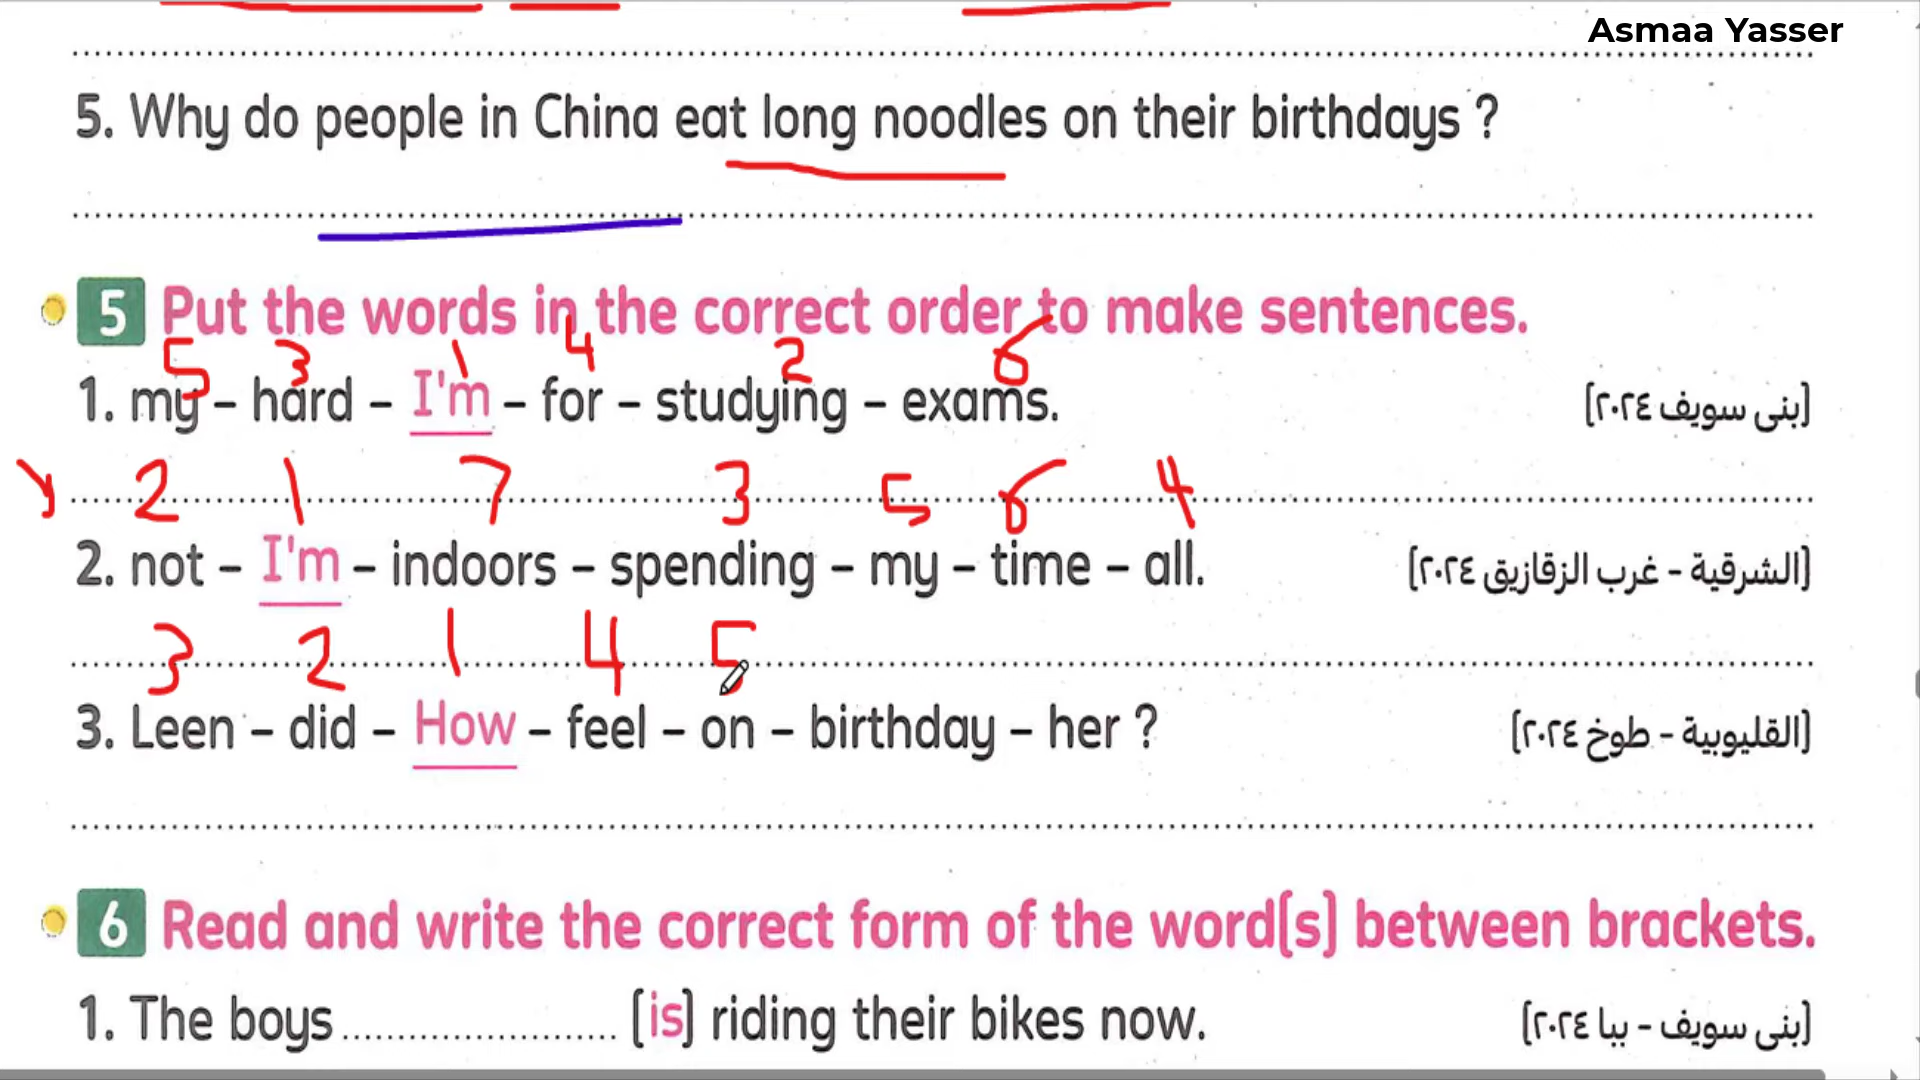 Asmaa Yasser
5. Why do people in China eat long noodles on their birthdays ?
5 Put the words in the correct order to make sentences.
5 3 1 4 2 6
1. my – hard – I'm – for – studying – exams. [بنى سويف ٢٠٢٤]
2 1 7 3 5 6 4
2. not – I'm – indoors – spending – my – time – all. [الشرقية - غرب الزقازيق ٢٠٢٤]
3 2 1 4 5
3. Leen – did – How – feel – on – birthday – her ? [القليوبية - طوخ ٢٠٢٤]
6 Read and write the correct form of the word(s) between brackets.
1. The boys ........................ (is) riding their bikes now. [بنى سويف - ببا ٢٠٢٤]